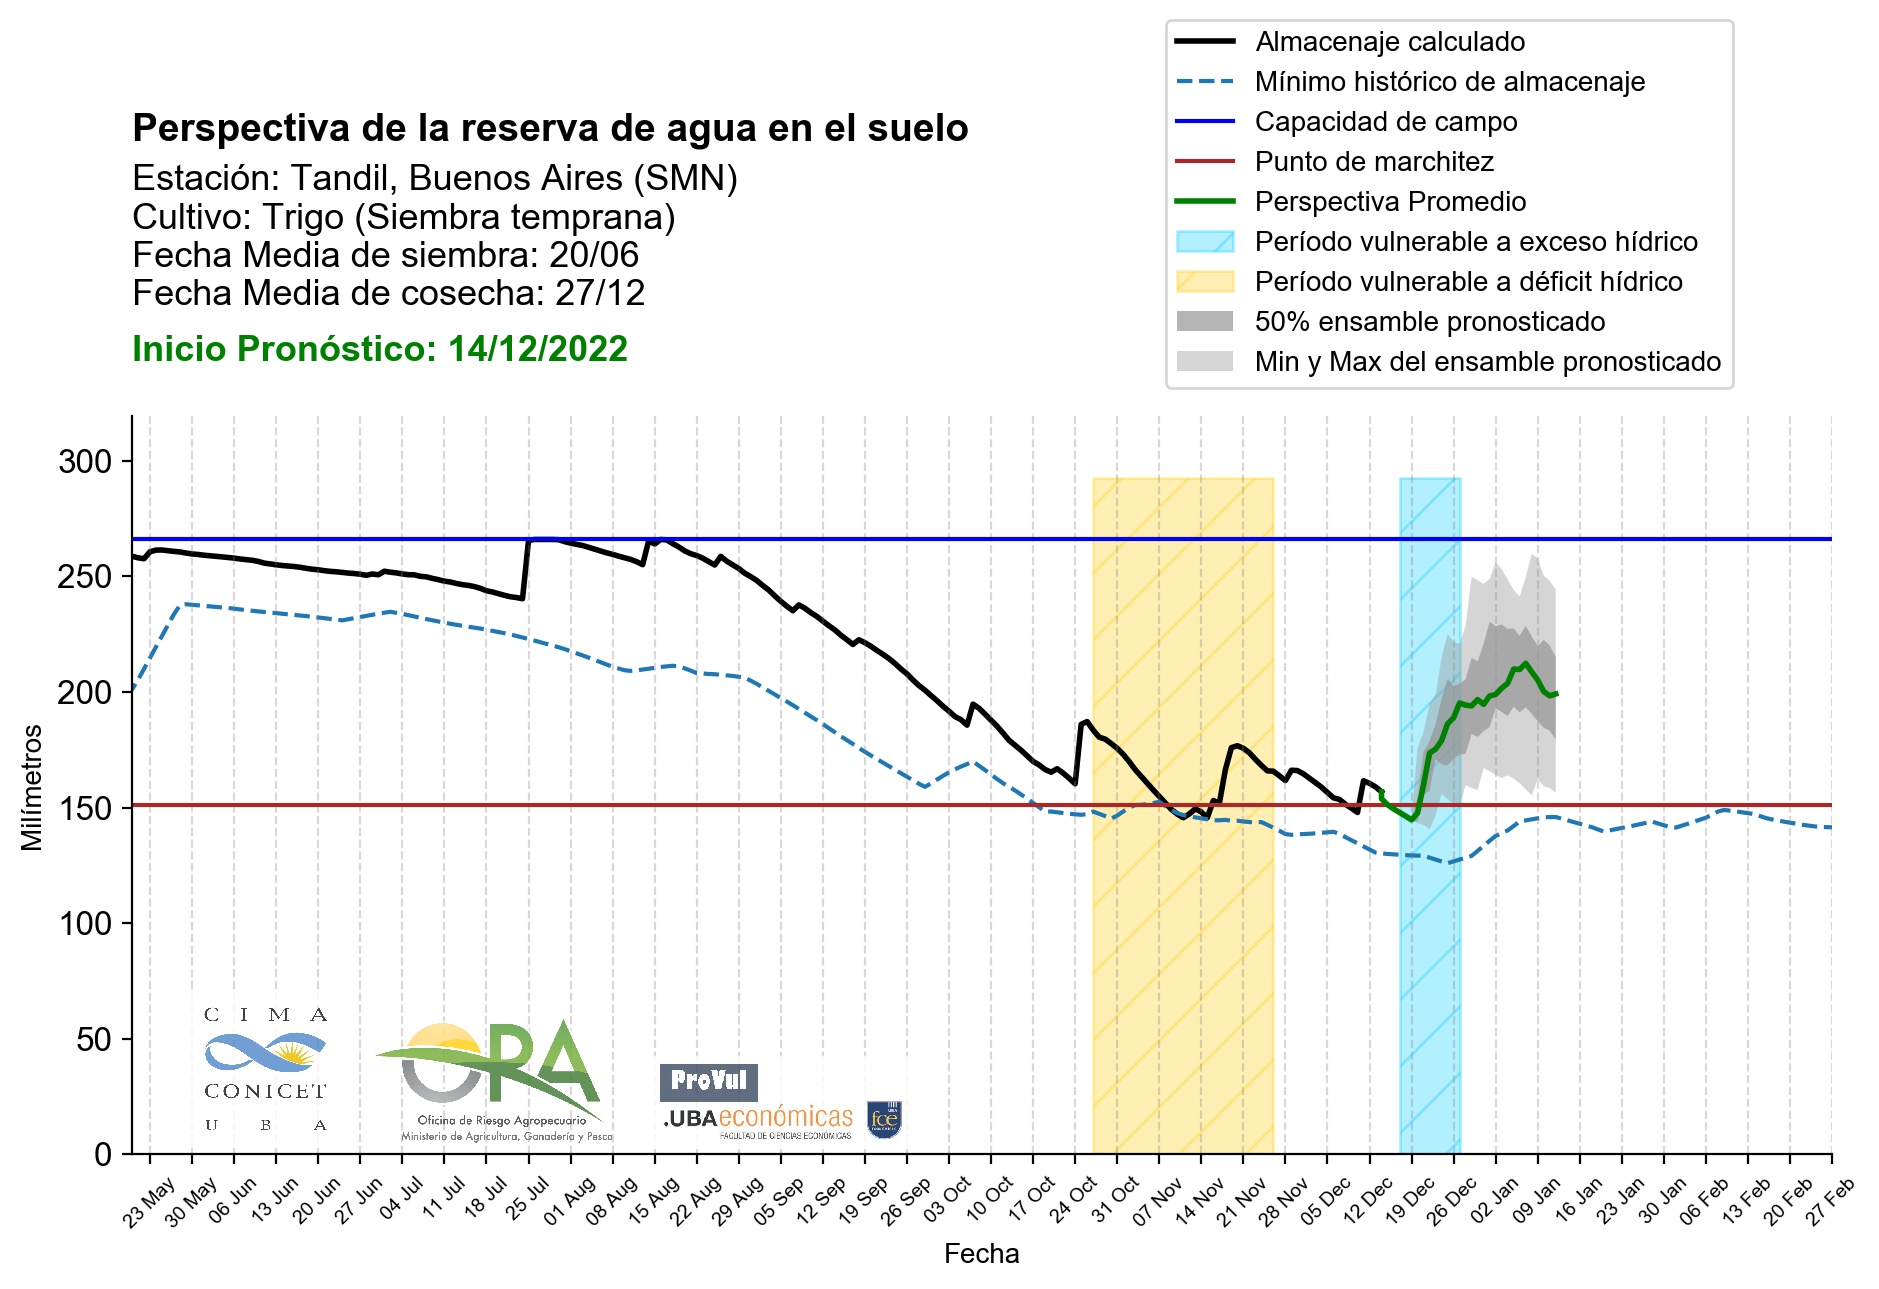 Almacenaje calculado
Mínimo histórico de almacenaje
Capacidad de campo
Punto de marchitez
Perspectiva Promedio
Período vulnerable a exceso hídrico
Período vulnerable a déficit hídrico
50% ensamble pronosticado
Min y Max del ensamble pronosticado
Perspectiva de la reserva de agua en el suelo
Estación: Tandil, Buenos Aires (SMN)
Cultivo: Trigo (Siembra temprana)
Fecha Media de siembra: 20/06
Fecha Media de cosecha: 27/12
Inicio Pronóstico: 14/12/2022
300
250
200
150
100
50
0
Milímetros
CIMA
CONICET
UBA
ORA
Oficina de Riesgo Agropecuario
Ministerio de Agricultura, Ganadería y Pesca
ProVul
.UBAeconómicas
FACULTAD DE CIENCIAS ECONÓMICAS
fce
23 May 30 May 06 Jun 13 Jun 20 Jun 27 Jun 04 Jul 11 Jul 18 Jul 25 Jul 01 Aug 08 Aug 15 Aug 22 Aug 29 Aug 05 Sep 12 Sep 19 Sep 26 Sep 03 Oct 10 Oct 17 Oct 24 Oct 31 Oct 07 Nov 14 Nov 21 Nov 28 Nov 05 Dec 12 Dec 19 Dec 26 Dec 02 Jan 09 Jan 16 Jan 23 Jan 30 Jan 06 Feb 13 Feb 20 Feb 27 Feb
Fecha